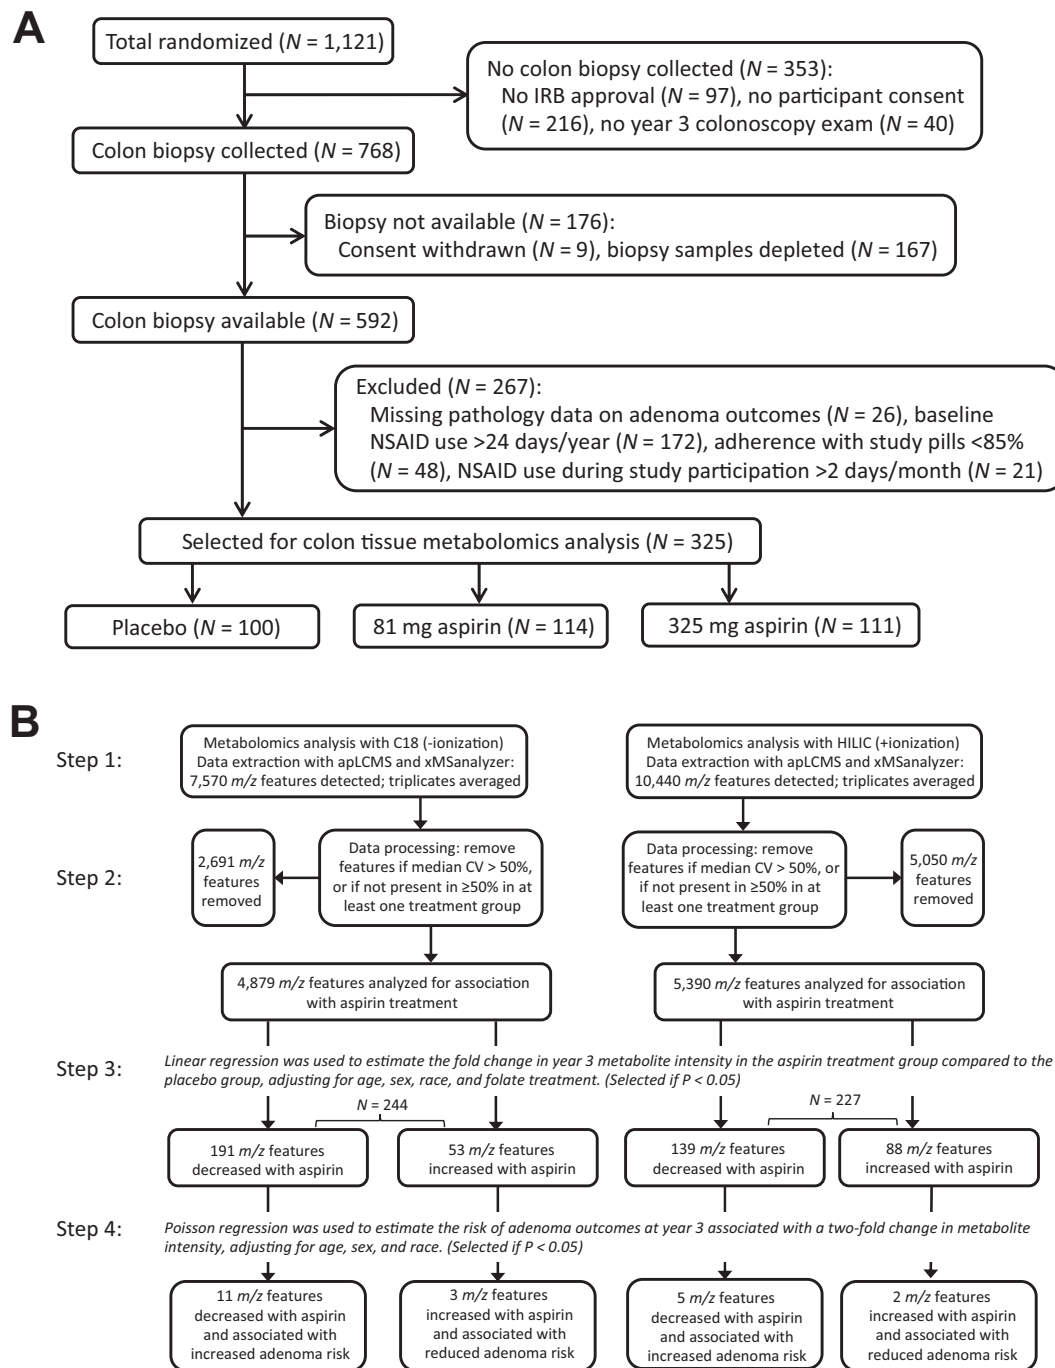 A
Total randomized (N = 1,121)
No colon biopsy collected (N = 353):
No IRB approval (N = 97), no participant consent
(N = 216), no year 3 colonoscopy exam (N = 40)
Colon biopsy collected (N = 768)
Biopsy not available (N = 176):
Consent withdrawn (N = 9), biopsy samples depleted (N = 167)
Colon biopsy available (N = 592)
Excluded (N = 267):
Missing pathology data on adenoma outcomes (N = 26), baseline
NSAID use >24 days/year (N = 172), adherence with study pills <85%
(N = 48), NSAID use during study participation >2 days/month (N = 21)
Selected for colon tissue metabolomics analysis (N = 325)
Placebo (N = 100)
81 mg aspirin (N = 114)
325 mg aspirin (N = 111)
B
Step 1:
Metabolomics analysis with C18 (-ionization)
Data extraction with apLCMS and xMSanalyzer:
7,570 m/z features detected; triplicates averaged
Metabolomics analysis with HILIC (+ionization)
Data extraction with apLCMS and xMSanalyzer:
10,440 m/z features detected; triplicates averaged
Step 2:
2,691 m/z
features
removed
Data processing: remove
features if median CV > 50%,
or if not present in ≥50% in at
least one treatment group
Data processing: remove
features if median CV > 50%, or
if not present in ≥50% in at
least one treatment group
5,050 m/z
features
removed
4,879 m/z features analyzed for association
with aspirin treatment
5,390 m/z features analyzed for association
with aspirin treatment
Step 3:
Linear regression was used to estimate the fold change in year 3 metabolite intensity in the aspirin treatment group compared to the
placebo group, adjusting for age, sex, race, and folate treatment. (Selected if P < 0.05)
N = 244
N = 227
191 m/z features
decreased with aspirin
53 m/z features
increased with aspirin
139 m/z features
decreased with aspirin
88 m/z features
increased with aspirin
Step 4:
Poisson regression was used to estimate the risk of adenoma outcomes at year 3 associated with a two-fold change in metabolite
intensity, adjusting for age, sex, and race. (Selected if P < 0.05)
11 m/z features
decreased with aspirin
and associated with
increased adenoma risk
3 m/z features
increased with aspirin
and associated with
reduced adenoma risk
5 m/z features
decreased with aspirin
and associated with
increased adenoma risk
2 m/z features
increased with aspirin
and associated with
reduced adenoma risk